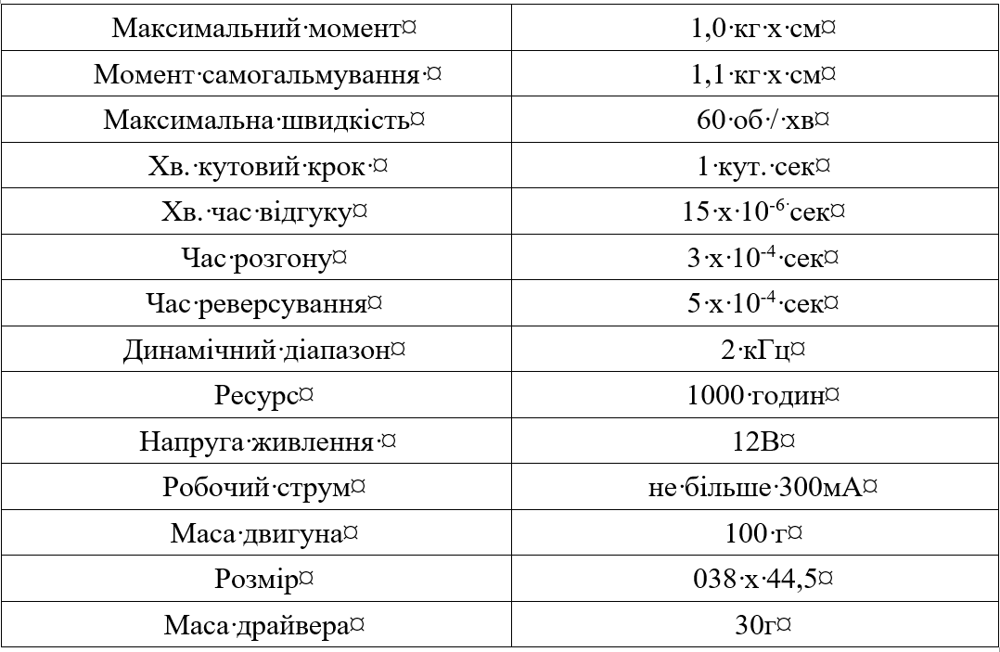 Максимальний·момент¤ 1,0·кг·х·см¤
Момент·самогальмування·¤ 1,1·кг·х·см¤
Максимальна·швидкість¤ 60·об·/·хв¤
Хв.·кутовий·крок·¤ 1·кут.·сек¤
Хв.·час·відгуку¤ 15·х·10⁻⁶·сек¤
Час·розгону¤ 3·х·10⁻⁴·сек¤
Час·реверсування¤ 5·х·10⁻⁴·сек¤
Динамічний·діапазон¤ 2·кГц¤
Ресурс¤ 1000·годин¤
Напруга·живлення·¤ 12В¤
Робочий·струм¤ не·більше·300мА¤
Маса·двигуна¤ 100·г¤
Розмір¤ 038·х·44,5¤
Маса·драйвера¤ 30г¤